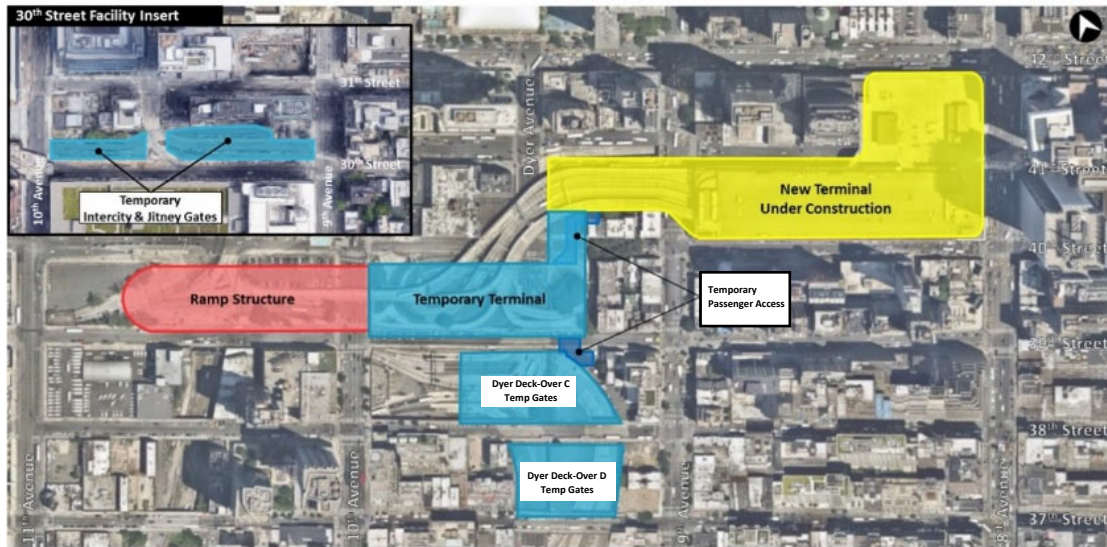 30th Street Facility Insert
31st Street
30th Street
10th Avenue
9th Avenue
Temporary
Intercity & Jitney Gates
Dyer Avenue
42nd Street
41st Street
New Terminal
Under Construction
40th Street
Ramp Structure
Temporary Terminal
Temporary
Passenger Access
39th Street
Dyer Deck-Over C
Temp Gates
38th Street
Dyer Deck-Over D
Temp Gates
11th Avenue
10th Avenue
9th Avenue
8th Avenue
37th Street